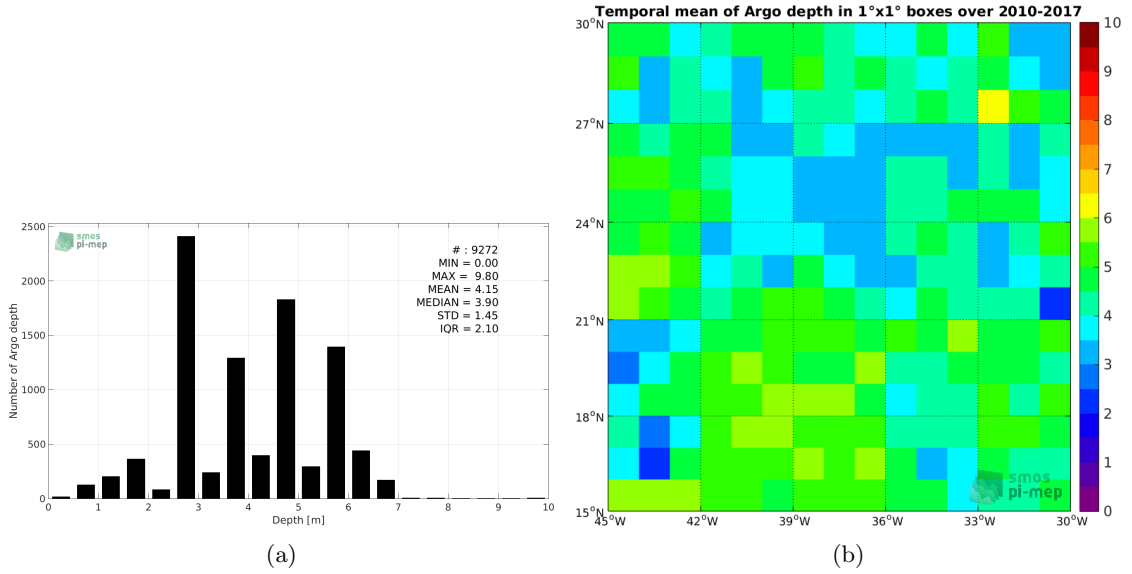 2500
2000
1500
1000
500
0
Number of Argo depth
smos
pi-mep
# : 9272
MIN = 0.00
MAX = 9.80
MEAN = 4.15
MEDIAN = 3.90
STD = 1.45
IQR = 2.10
0 1 2 3 4 5 6 7 8 9 10
Depth [m]
(a)
Temporal mean of Argo depth in 1°x1° boxes over 2010-2017
30°N
27°N
24°N
21°N
18°N
15°N
45°W 42°W 39°W 36°W 33°W 30°W
smos
pi-mep
10
9
8
7
6
5
4
3
2
1
0
(b)